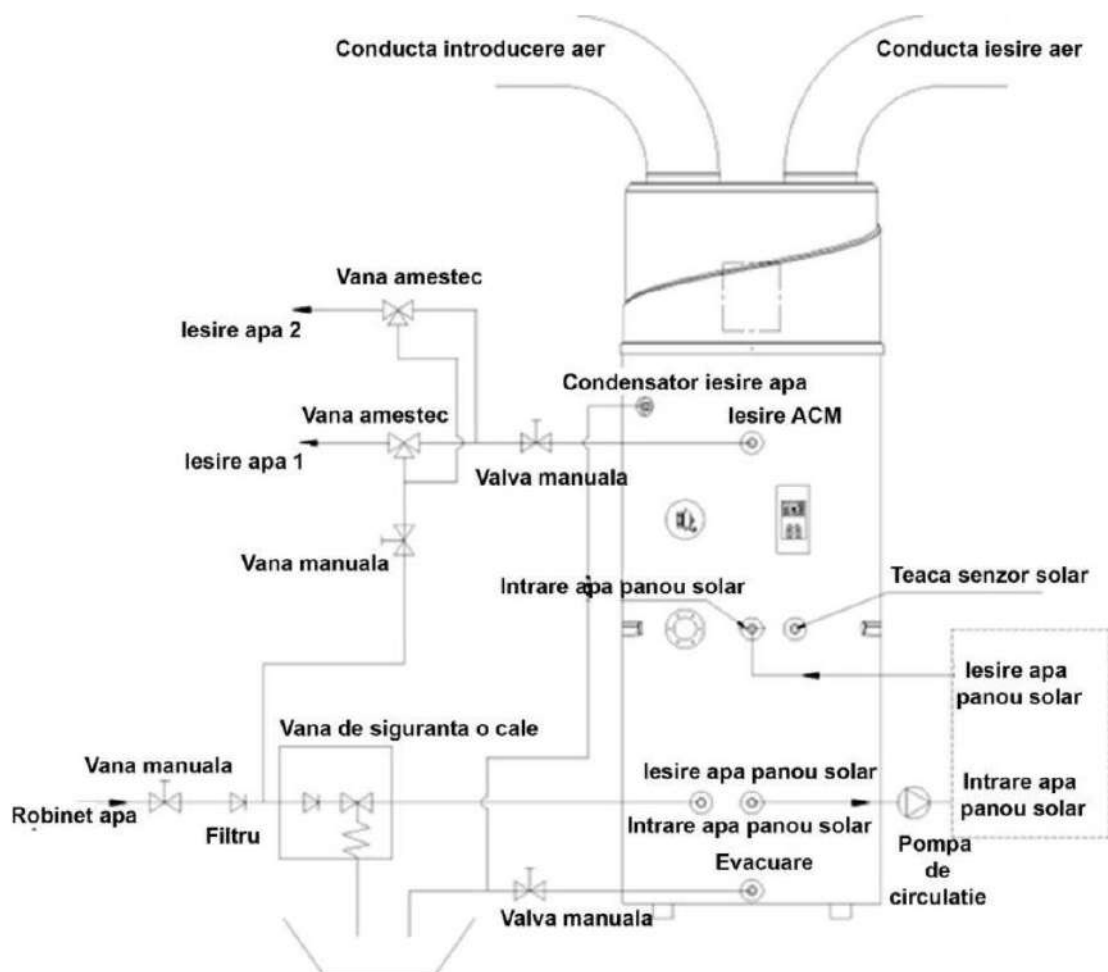 Conducta introducere aer
Conducta iesire aer
Vana amestec
Iesire apa 2
Condensator iesire apa
Vana amestec
Iesire ACM
Iesire apa 1
Valva manuala
Vana manuala
Intrare apa panou solar
Teaca senzor solar
Iesire apa
panou solar
Vana de siguranta o cale
Vana manuala
Iesire apa panou solar
Intrare apa
panou solar
Robinet apa
Filtru
Intrare apa panou solar
Pompa
de
circulatie
Evacuare
Valva manuala